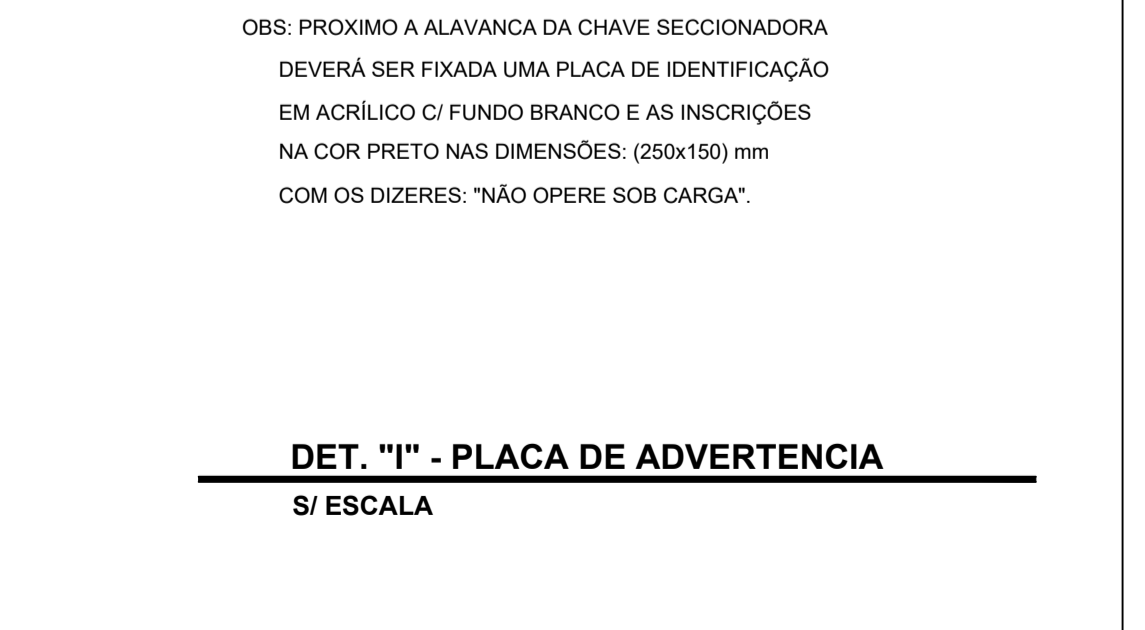 OBS: PROXIMO A ALAVANCA DA CHAVE SECCIONADORA
DEVERÁ SER FIXADA UMA PLACA DE IDENTIFICAÇÃO
EM ACRÍLICO C/ FUNDO BRANCO E AS INSCRIÇÕES
NA COR PRETO NAS DIMENSÕES: (250x150) mm
COM OS DIZERES: "NÃO OPERE SOB CARGA".
DET. "I" - PLACA DE ADVERTENCIA
S/ ESCALA